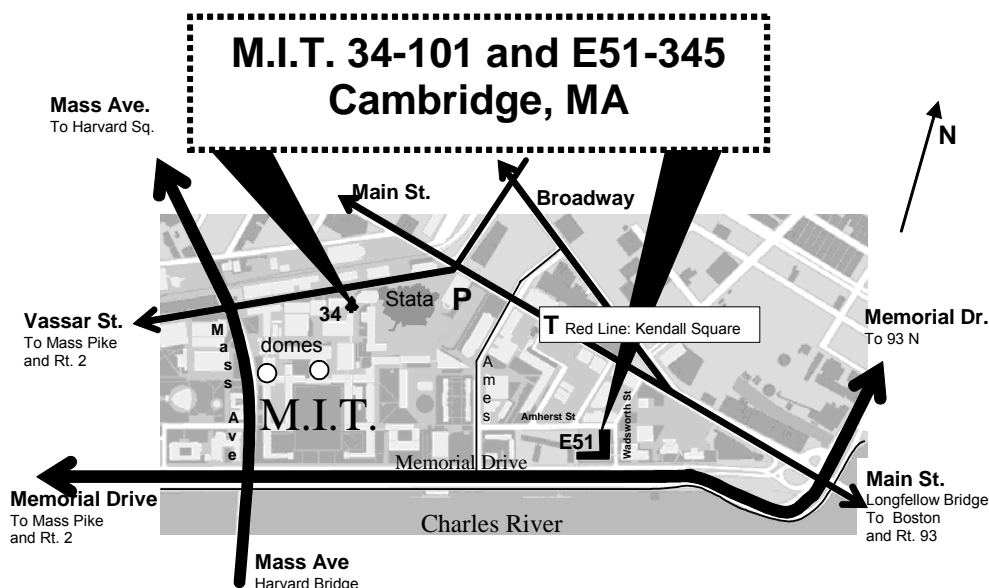 M.I.T. 34-101 and E51-345
Cambridge, MA
Mass Ave.
To Harvard Sq.
N
Main St.
Broadway
Stata
P
34
Vassar St.
To Mass Pike
and Rt. 2
T Red Line: Kendall Square
Memorial Dr.
To 93 N
Mass Ave
domes
Ames
M.I.T.
Amherst St
Wadsworth St
E51
Memorial Drive
Memorial Drive
To Mass Pike
and Rt. 2
Main St.
Longfellow Bridge
To Boston
and Rt. 93
Charles River
Mass Ave
Harvard Bridge